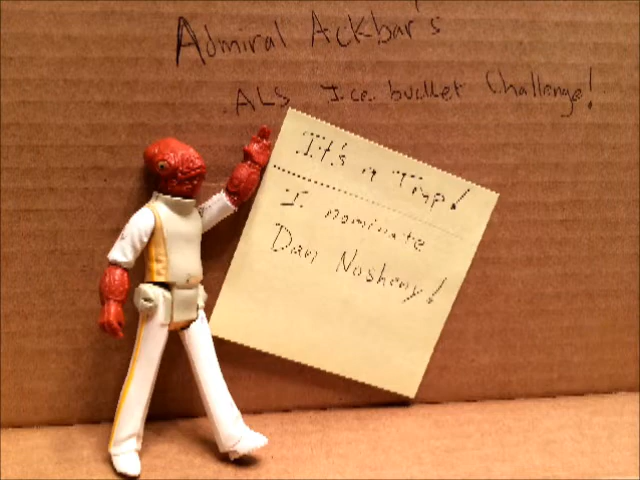 Admiral Ackbar's
ALS Ice bucket Challenge!
It's a Trap!
I nominate
Dan Nosheny!